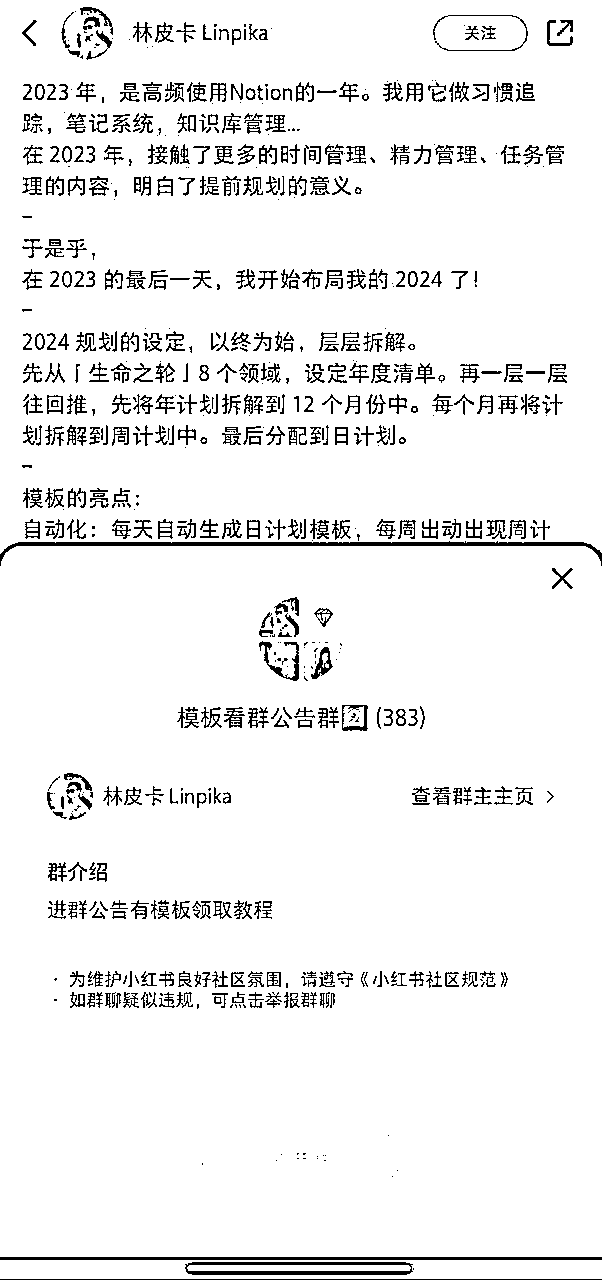 林皮卡 Linpika
关注
2023 年，是高频使用Notion的一年。我用它做习惯追
踪，笔记系统，知识库管理...
在 2023 年，接触了更多的时间管理、精力管理、任务管
理的内容，明白了提前规划的意义。
–
于是乎，
在 2023 的最后一天，我开始布局我的 2024 了！
–
2024 规划的设定，以终为始，层层拆解。
先从「生命之轮」8 个领域，设定年度清单。再一层一层
往回推，先将年计划拆解到 12 个月份中。每个月再将计
划拆解到周计划中。最后分配到日计划。
–
模板的亮点：
自动化：每天自动生成日计划模板，每周出动出现周计
模板看群公告群 (383)
林皮卡 Linpika
查看群主主页
群介绍
进群公告有模板领取教程
· 为维护小红书良好社区氛围，请遵守《小红书社区规范》
· 如群聊疑似违规，可点击举报群聊